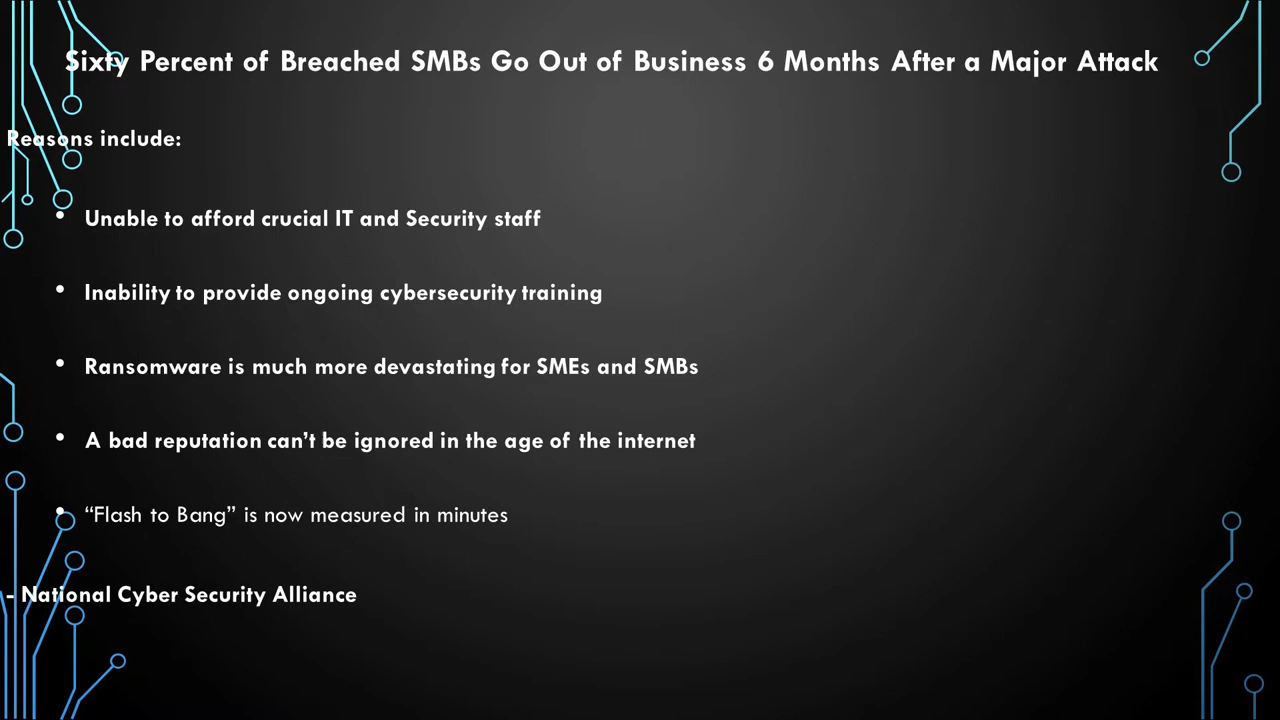 Sixty Percent of Breached SMBs Go Out of Business 6 Months After a Major Attack
Reasons include:
• Unable to afford crucial IT and Security staff
• Inability to provide ongoing cybersecurity training
• Ransomware is much more devastating for SMEs and SMBs
• A bad reputation can’t be ignored in the age of the internet
• “Flash to Bang” is now measured in minutes
- National Cyber Security Alliance